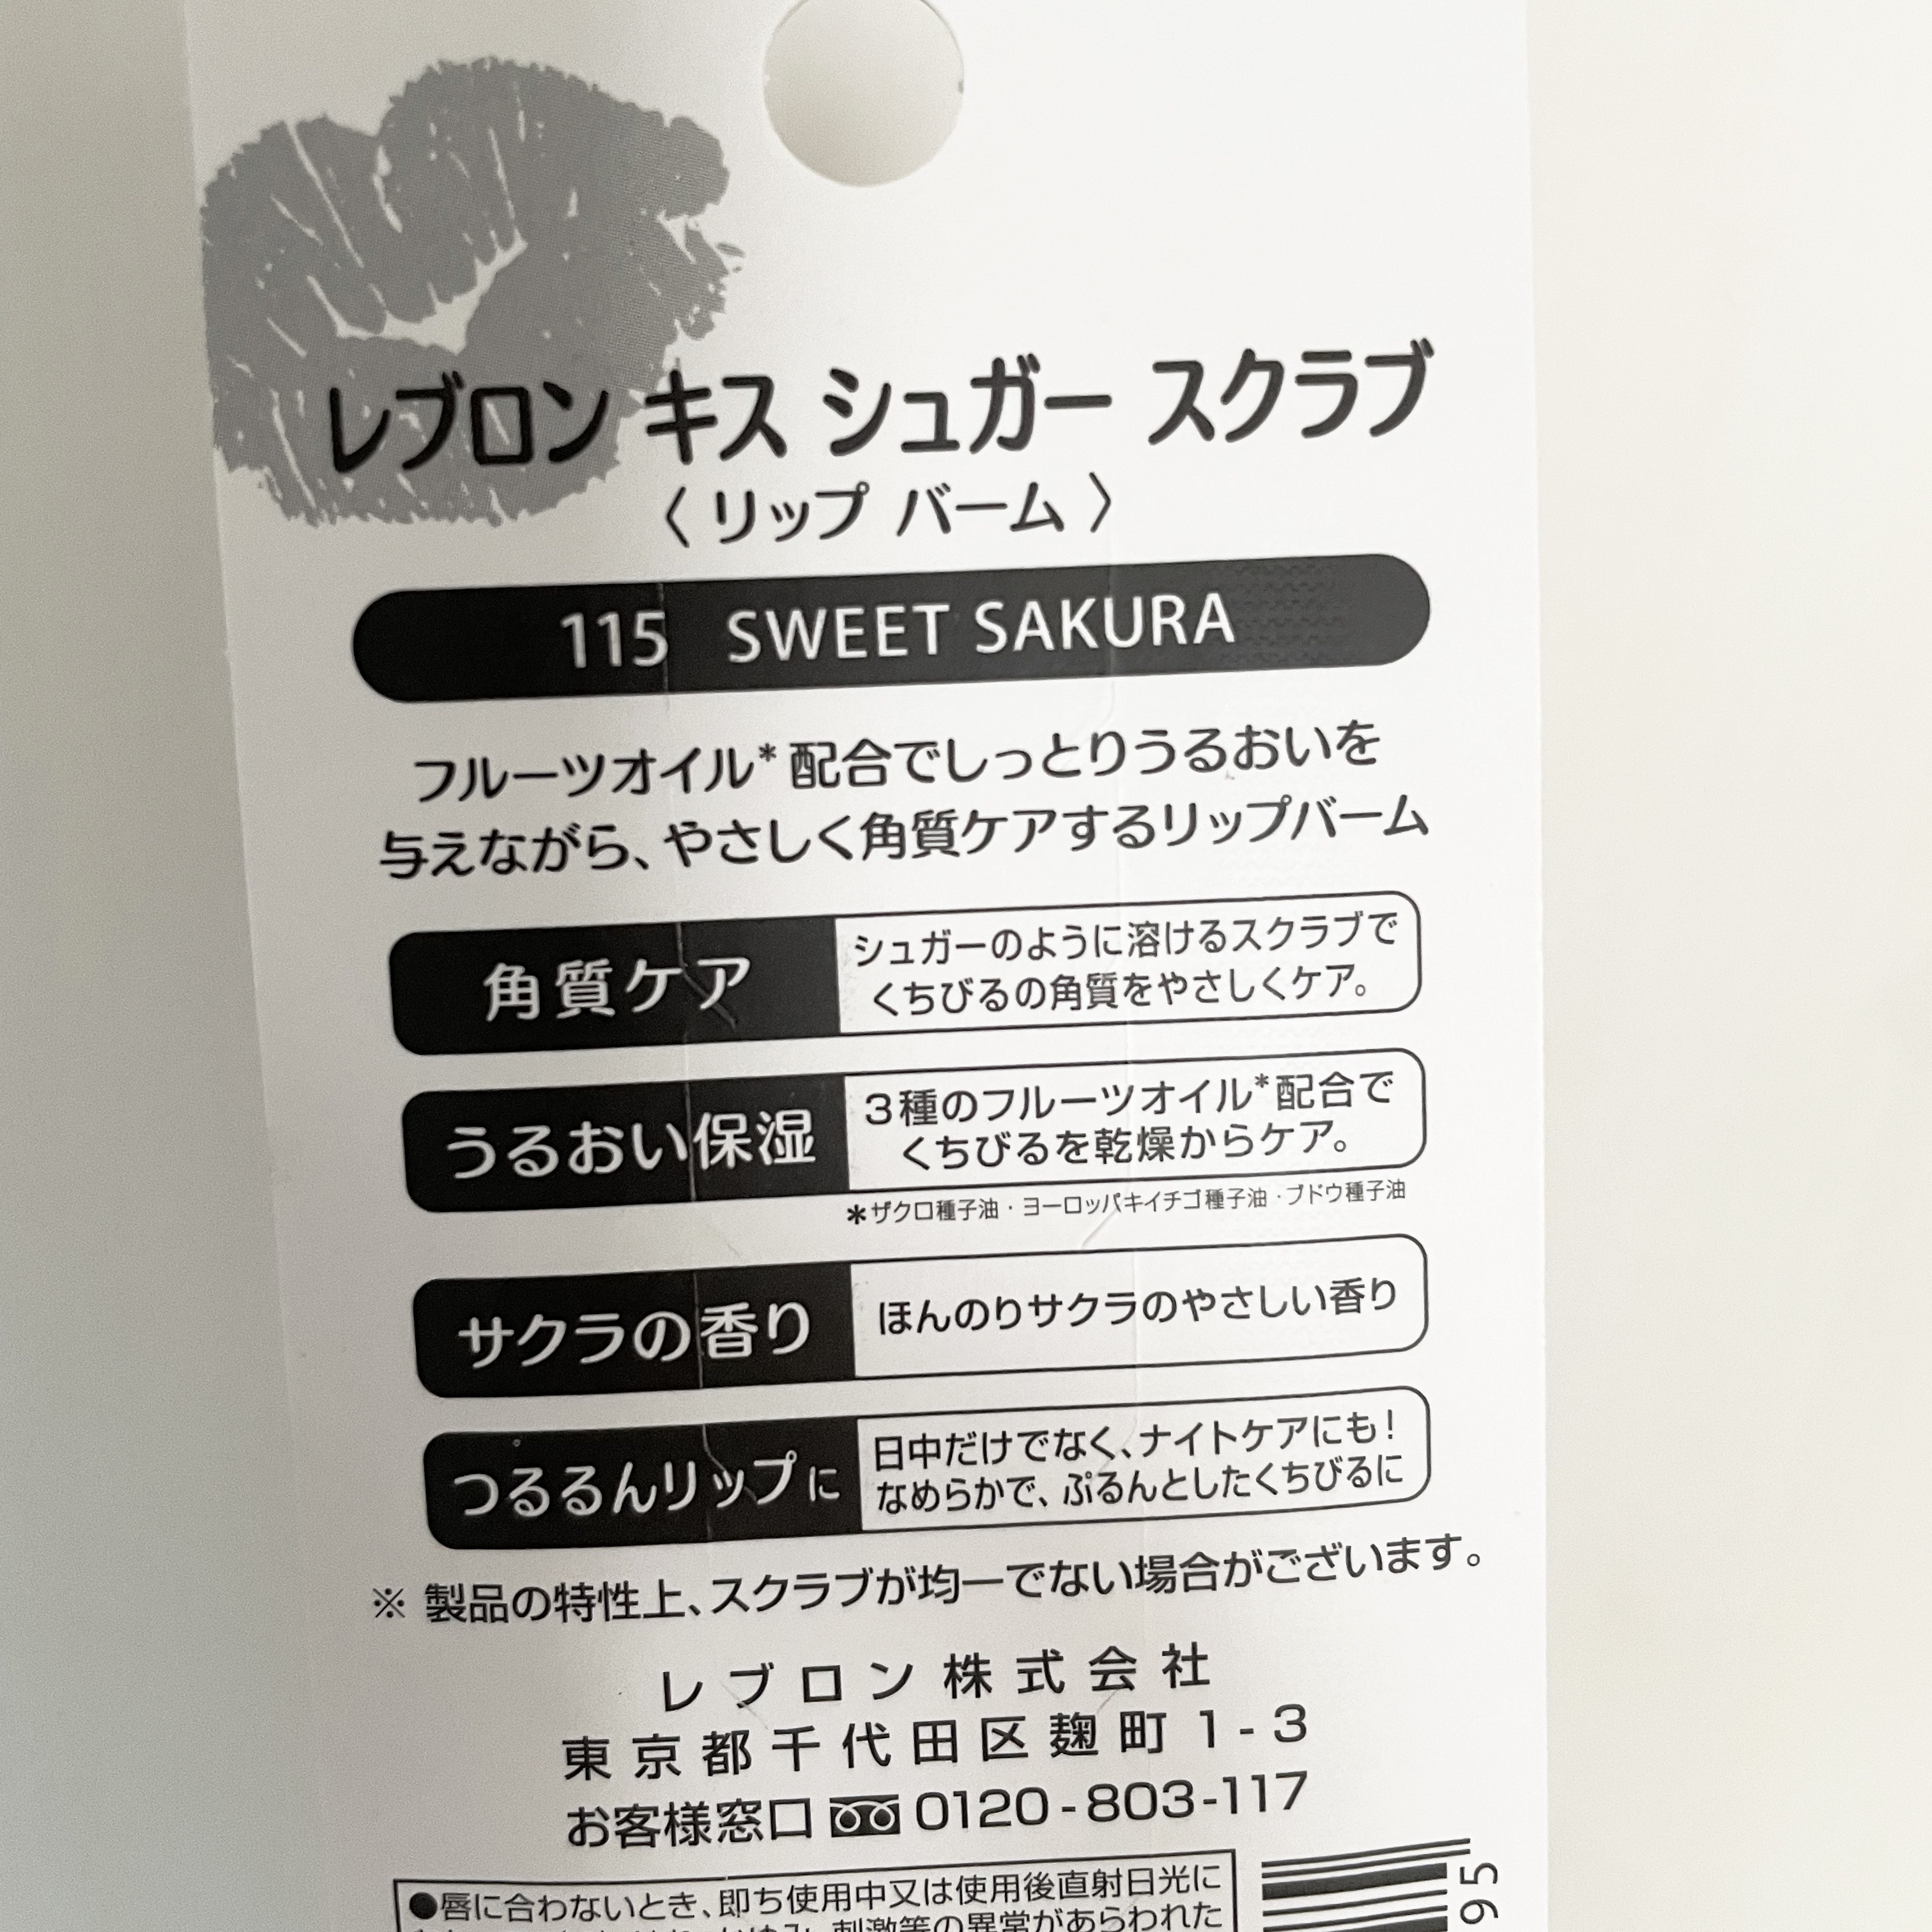 レブロン キス シュガー スクラブ
〈 リップ バーム 〉
115 SWEET SAKURA
フルーツオイル*配合でしっとりうるおいを
与えながら、やさしく角質ケアするリップバーム
角質ケア
シュガーのように溶けるスクラブで
くちびるの角質をやさしくケア。
うるおい保湿
3種のフルーツオイル*配合で
くちびるを乾燥からケア。
*ザクロ種子油・ヨーロッパキイチゴ種子油・ブドウ種子油
サクラの香り
ほんのりサクラのやさしい香り
つるるんリップに
日中だけでなく、ナイトケアにも!
なめらかで、ぷるんとしたくちびるに
※ 製品の特性上、スクラブが均一でない場合がございます。
レブロン株式会社
東京都千代田区麹町1-3
お客様窓口 0120-803-117
●唇に合わないとき、即ち使用中又は使用後直射日光に
刺激等の異常があらわれた
95